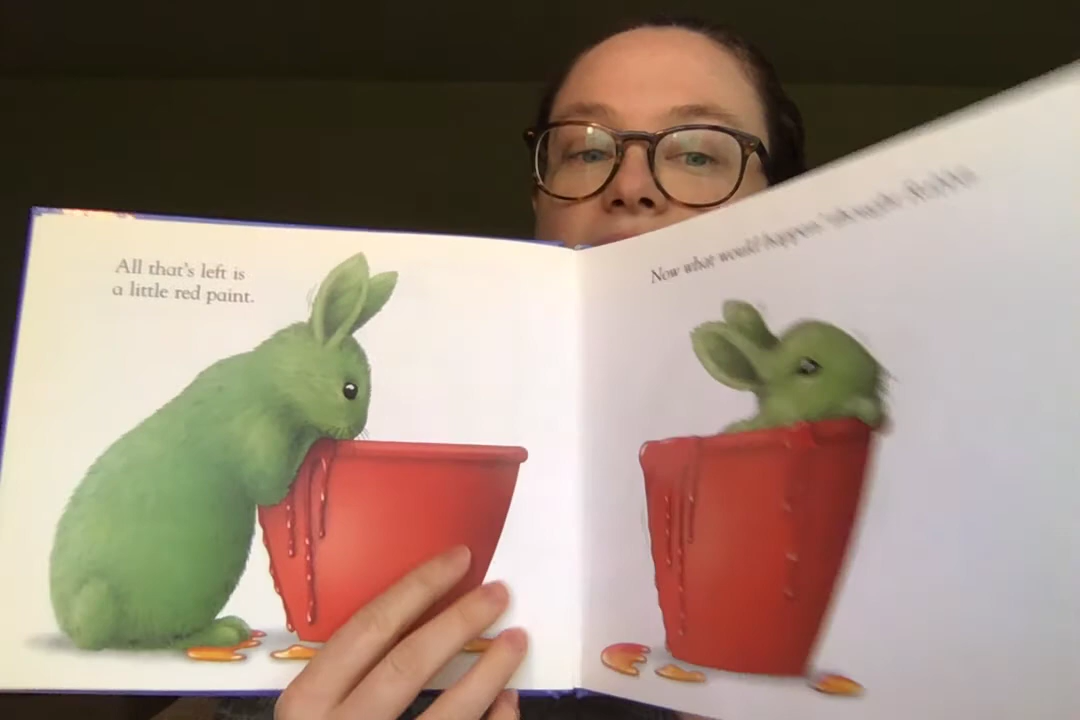 All that's left is
a little red paint.
Now what would happen